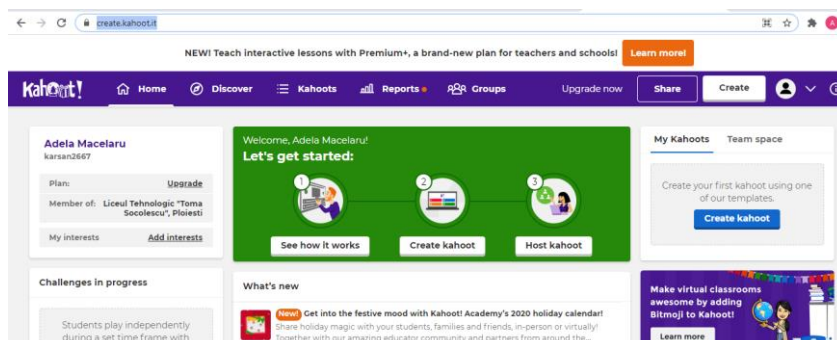 create.kahoot.it
NEW! Teach interactive lessons with Premium+, a brand-new plan for teachers and schools! Learn more!
Kahoot! Home Discover Kahoots Reports Groups Upgrade now Share Create
Adela Macelaru
karsan2667
Plan: Upgrade
Member of: Liceul Tehnologic "Toma
Socolescu", Ploiesti
My interests Add interests
Challenges in progress
Students play independently
during a set time frame with
Welcome, Adela Macelaru!
Let's get started:
1 2 3
See how it works Create kahoot Host kahoot
What's new
New! Get into the festive mood with Kahoot! Academy's 2020 holiday calendar!
Share holiday magic with your students, families and friends, in-person or virtually!
Together with our amazing educator community and partners from around the...
My Kahoots Team space
Create your first kahoot using one
of our templates.
Create kahoot
Make virtual classrooms
awesome by adding
Bitmoji to Kahoot!
Learn more